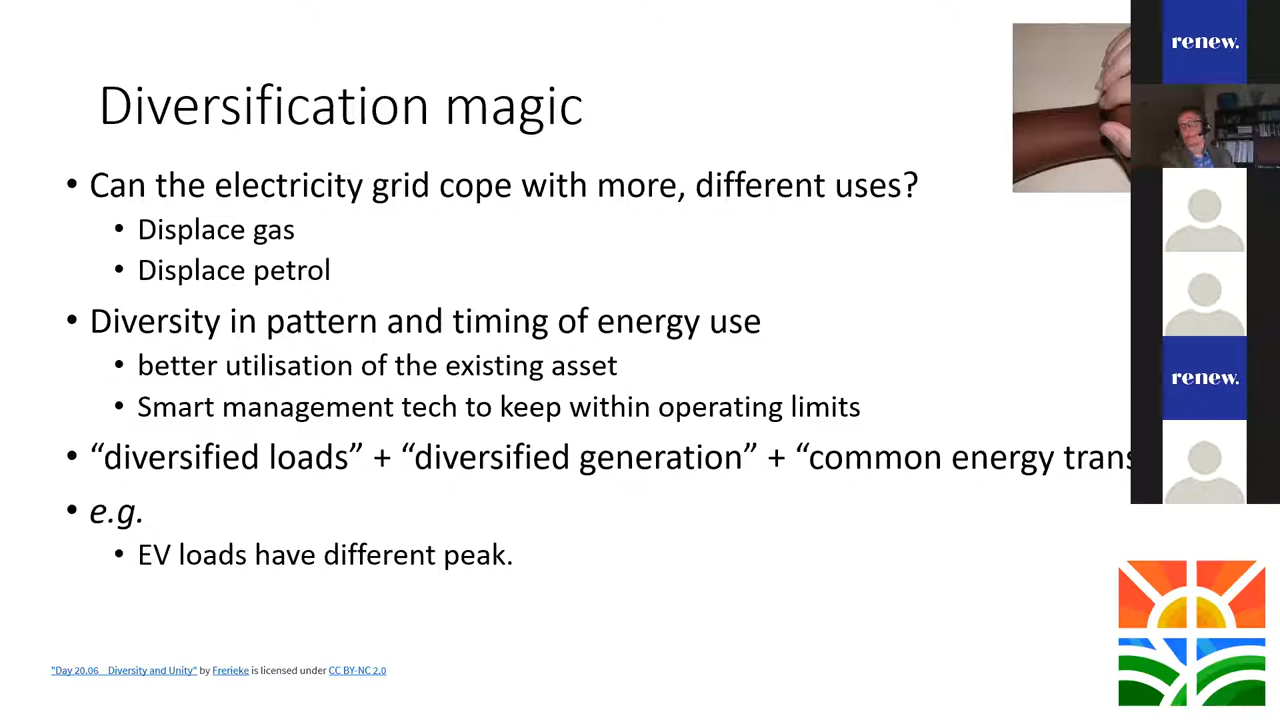 Diversification magic
• Can the electricity grid cope with more, different uses?
• Displace gas
• Displace petrol
• Diversity in pattern and timing of energy use
• better utilisation of the existing asset
• Smart management tech to keep within operating limits
• “diversified loads” + “diversified generation” + “common energy trans
• e.g.
• EV loads have different peak.
"Day 20.06 Diversity and Unity" by Frerieke is licensed under CC BY-NC 2.0
renew.
renew.